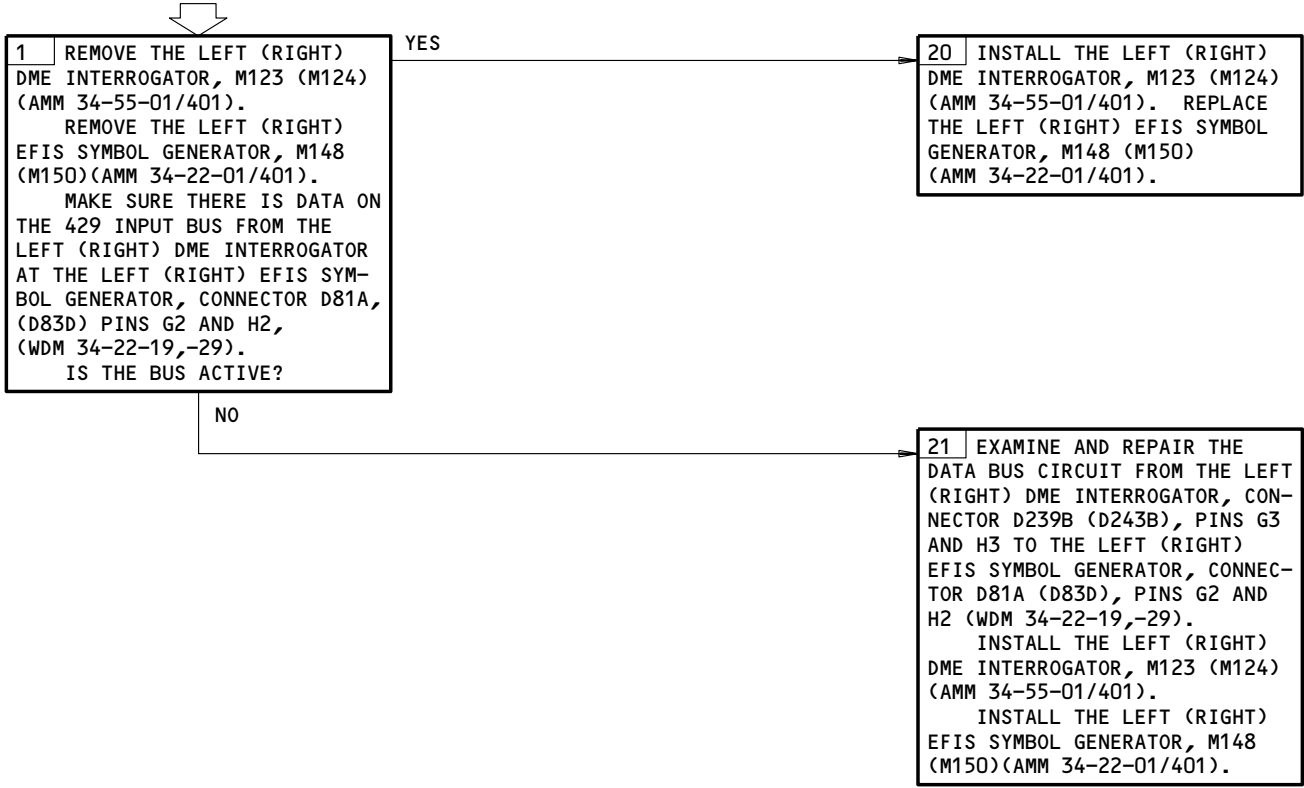 1 REMOVE THE LEFT (RIGHT)
DME INTERROGATOR, M123 (M124)
(AMM 34-55-01/401).
REMOVE THE LEFT (RIGHT)
EFIS SYMBOL GENERATOR, M148
(M150)(AMM 34-22-01/401).
MAKE SURE THERE IS DATA ON
THE 429 INPUT BUS FROM THE
LEFT (RIGHT) DME INTERROGATOR
AT THE LEFT (RIGHT) EFIS SYM-
BOL GENERATOR, CONNECTOR D81A,
(D83D) PINS G2 AND H2,
(WDM 34-22-19,-29).
IS THE BUS ACTIVE?
YES
20 INSTALL THE LEFT (RIGHT)
DME INTERROGATOR, M123 (M124)
(AMM 34-55-01/401). REPLACE
THE LEFT (RIGHT) EFIS SYMBOL
GENERATOR, M148 (M150)
(AMM 34-22-01/401).
NO
21 EXAMINE AND REPAIR THE
DATA BUS CIRCUIT FROM THE LEFT
(RIGHT) DME INTERROGATOR, CON-
NECTOR D239B (D243B), PINS G3
AND H3 TO THE LEFT (RIGHT)
EFIS SYMBOL GENERATOR, CONNEC-
TOR D81A (D83D), PINS G2 AND
H2 (WDM 34-22-19,-29).
INSTALL THE LEFT (RIGHT)
DME INTERROGATOR, M123 (M124)
(AMM 34-55-01/401).
INSTALL THE LEFT (RIGHT)
EFIS SYMBOL GENERATOR, M148
(M150)(AMM 34-22-01/401).